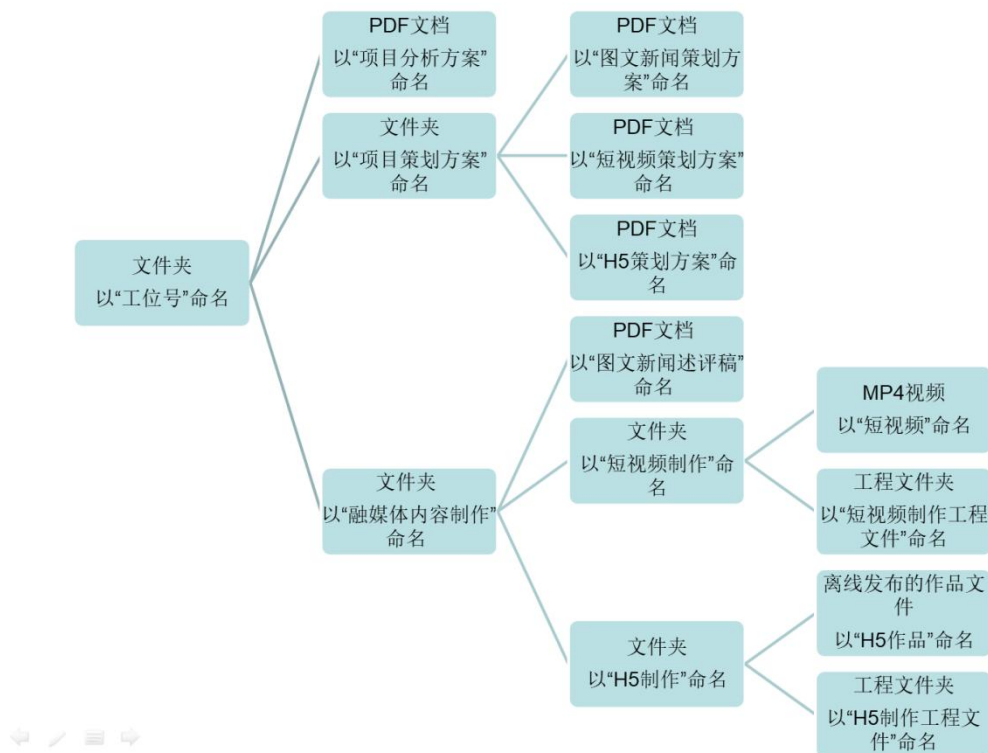 PDF文档
以“项目分析方案”
命名
PDF文档
以“图文新闻策划方
案”命名
文件夹
以“项目策划方案”
命名
PDF文档
以“短视频策划方案”
命名
PDF文档
以“H5策划方案”命
名
文件夹
以“工位号”命名
PDF文档
以“图文新闻述评稿”
命名
文件夹
以“融媒体内容制作”
命名
文件夹
以“短视频制作”命
名
MP4视频
以“短视频”命名
工程文件夹
以“短视频制作工程
文件”命名
文件夹
以“H5制作”命名
离线发布的作品文
件
以“H5作品”命名
工程文件夹
以“H5制作工程文
件”命名